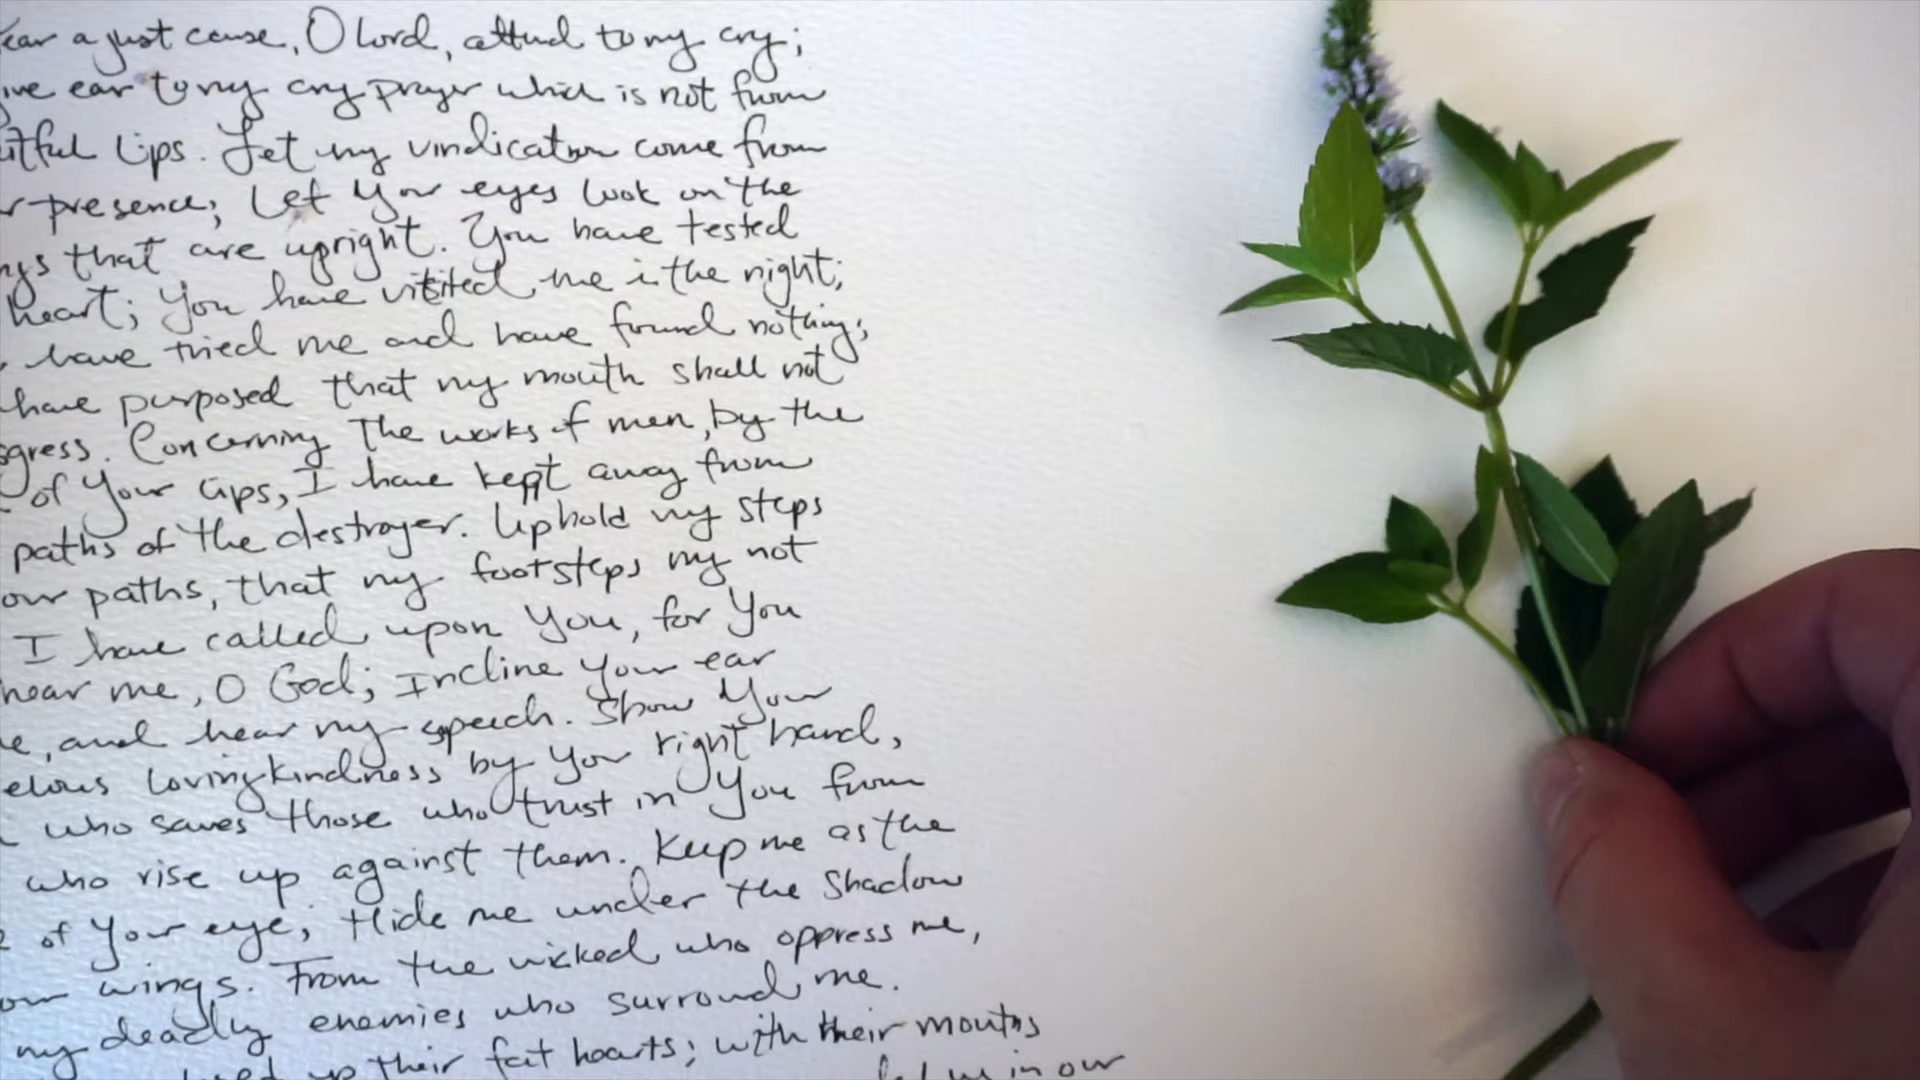 ear a just cause, O Lord, attend to my cry;
ive ear to my cry prayer which is not from
itful lips. Let my vindication come from
r presence; Let Your eyes look on the
ngs that are upright. You have tested
heart; You have visited me in the night;
have tried me and have found nothing;
have purposed that my mouth shall not
sgress. Concerning The works of men, by the
of Your lips, I have kept away from
paths of the destroyer. Uphold my steps
our paths, that my footsteps my not
I have called upon You, for You
hear me, O God; Incline Your ear
e, and hear my speech. Show Your
elous lovingkindness by Your right hand,
who saves those who trust in You from
who rise up against them. Keep me as the
e of Your eye; Hide me under the Shadow
our wings. From the wicked who oppress me,
my deadly enemies who surround me.
up their fat hearts; with their mouths
in our